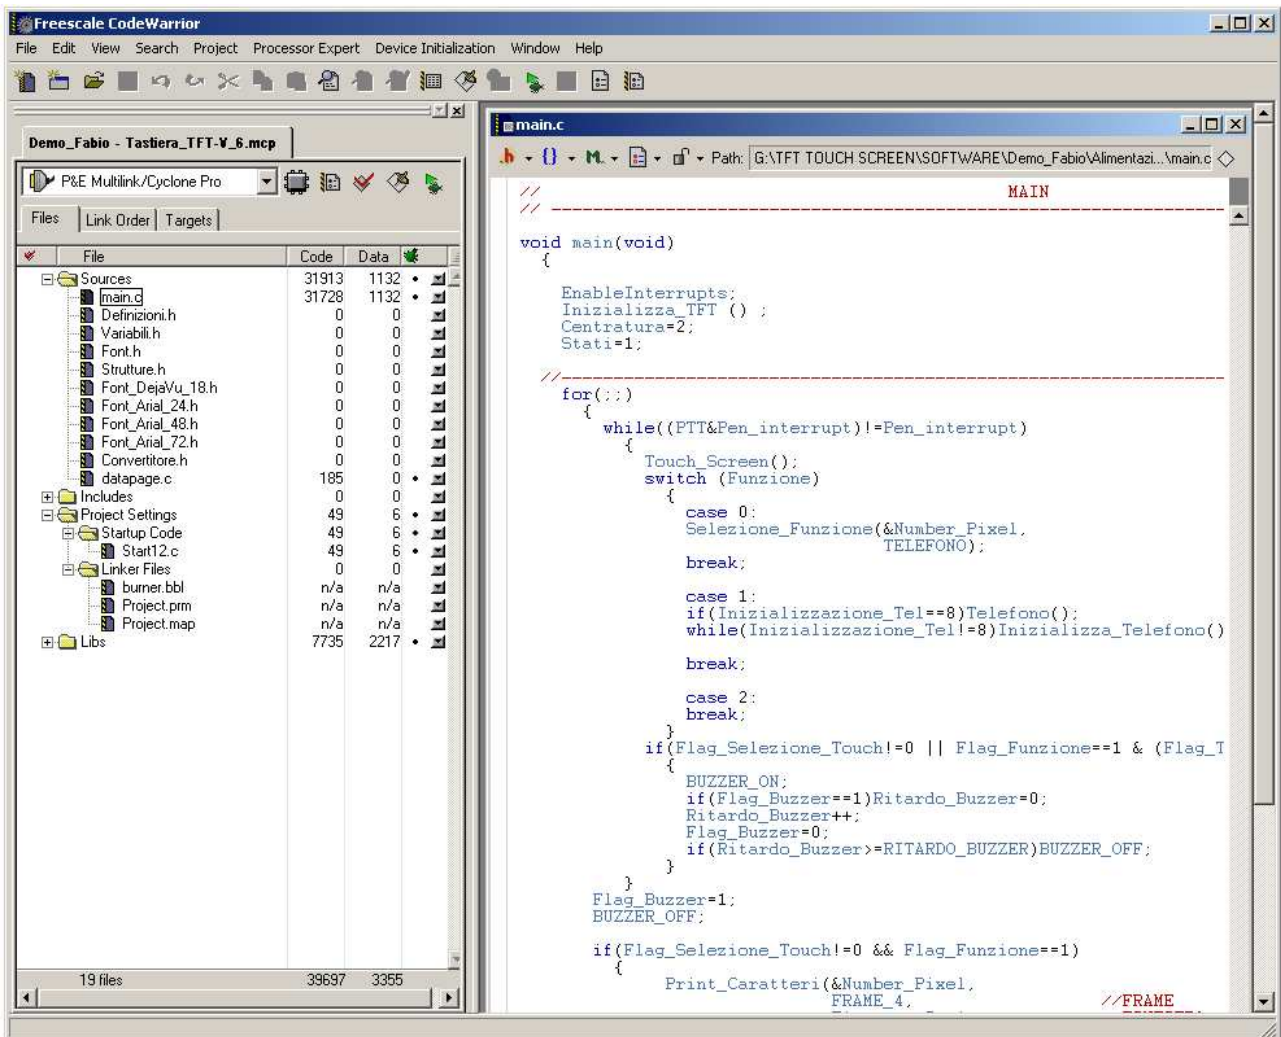 Freescale CodeWarrior
File Edit View Search Project Processor Expert Device Initialization Window Help
Demo_Fabio - Tastiera_TFT-V_6.mcp
P&E Multilink/Cyclone Pro
Files Link Order Targets
File Code Data
Sources 31913 1132
main.c 31728 1132
Definizioni.h 0 0
Variabili.h 0 0
Font.h 0 0
Strutture.h 0 0
Font_DejaVu_18.h 0 0
Font_Arial_24.h 0 0
Font_Arial_48.h 0 0
Font_Arial_72.h 0 0
Convertitore.h 0 0
datapage.c 185 0
Includes 0 0
Project Settings 49 6
Startup Code 49 6
Start12.c 49 6
Linker Files 0 0
burner.bbl n/a n/a
Project.prm n/a n/a
Project.map n/a n/a
Libs 7735 2217
19 files 39697 3355
main.c
.h {} M. Path: G:\TFT TOUCH SCREEN\SOFTWARE\Demo_Fabio\Alimentazi...\main.c
// MAIN
// ----------------------------------------------------------------
void main(void)
{
EnableInterrupts;
Inizializza_TFT () ;
Centratura=2;
Stati=1;
//----------------------------------------------------------------
for(;;)
{
while((PTT&Pen_interrupt)!=Pen_interrupt)
{
Touch_Screen();
switch (Funzione)
{
case 0:
Selezione_Funzione(&Number_Pixel,
TELEFONO);
break;
case 1:
if(Inizializzazione_Tel==8)Telefono();
while(Inizializzazione_Tel!=8)Inizializza_Telefono()
break;
case 2:
break;
}
if(Flag_Selezione_Touch!=0 || Flag_Funzione==1 & (Flag_T
{
BUZZER_ON;
if(Flag_Buzzer==1)Ritardo_Buzzer=0;
Ritardo_Buzzer++;
Flag_Buzzer=0;
if(Ritardo_Buzzer>=RITARDO_BUZZER)BUZZER_OFF;
}
}
Flag_Buzzer=1;
BUZZER_OFF;
if(Flag_Selezione_Touch!=0 && Flag_Funzione==1)
{
Print_Caratteri(&Number_Pixel,
FRAME_4, //FRAME